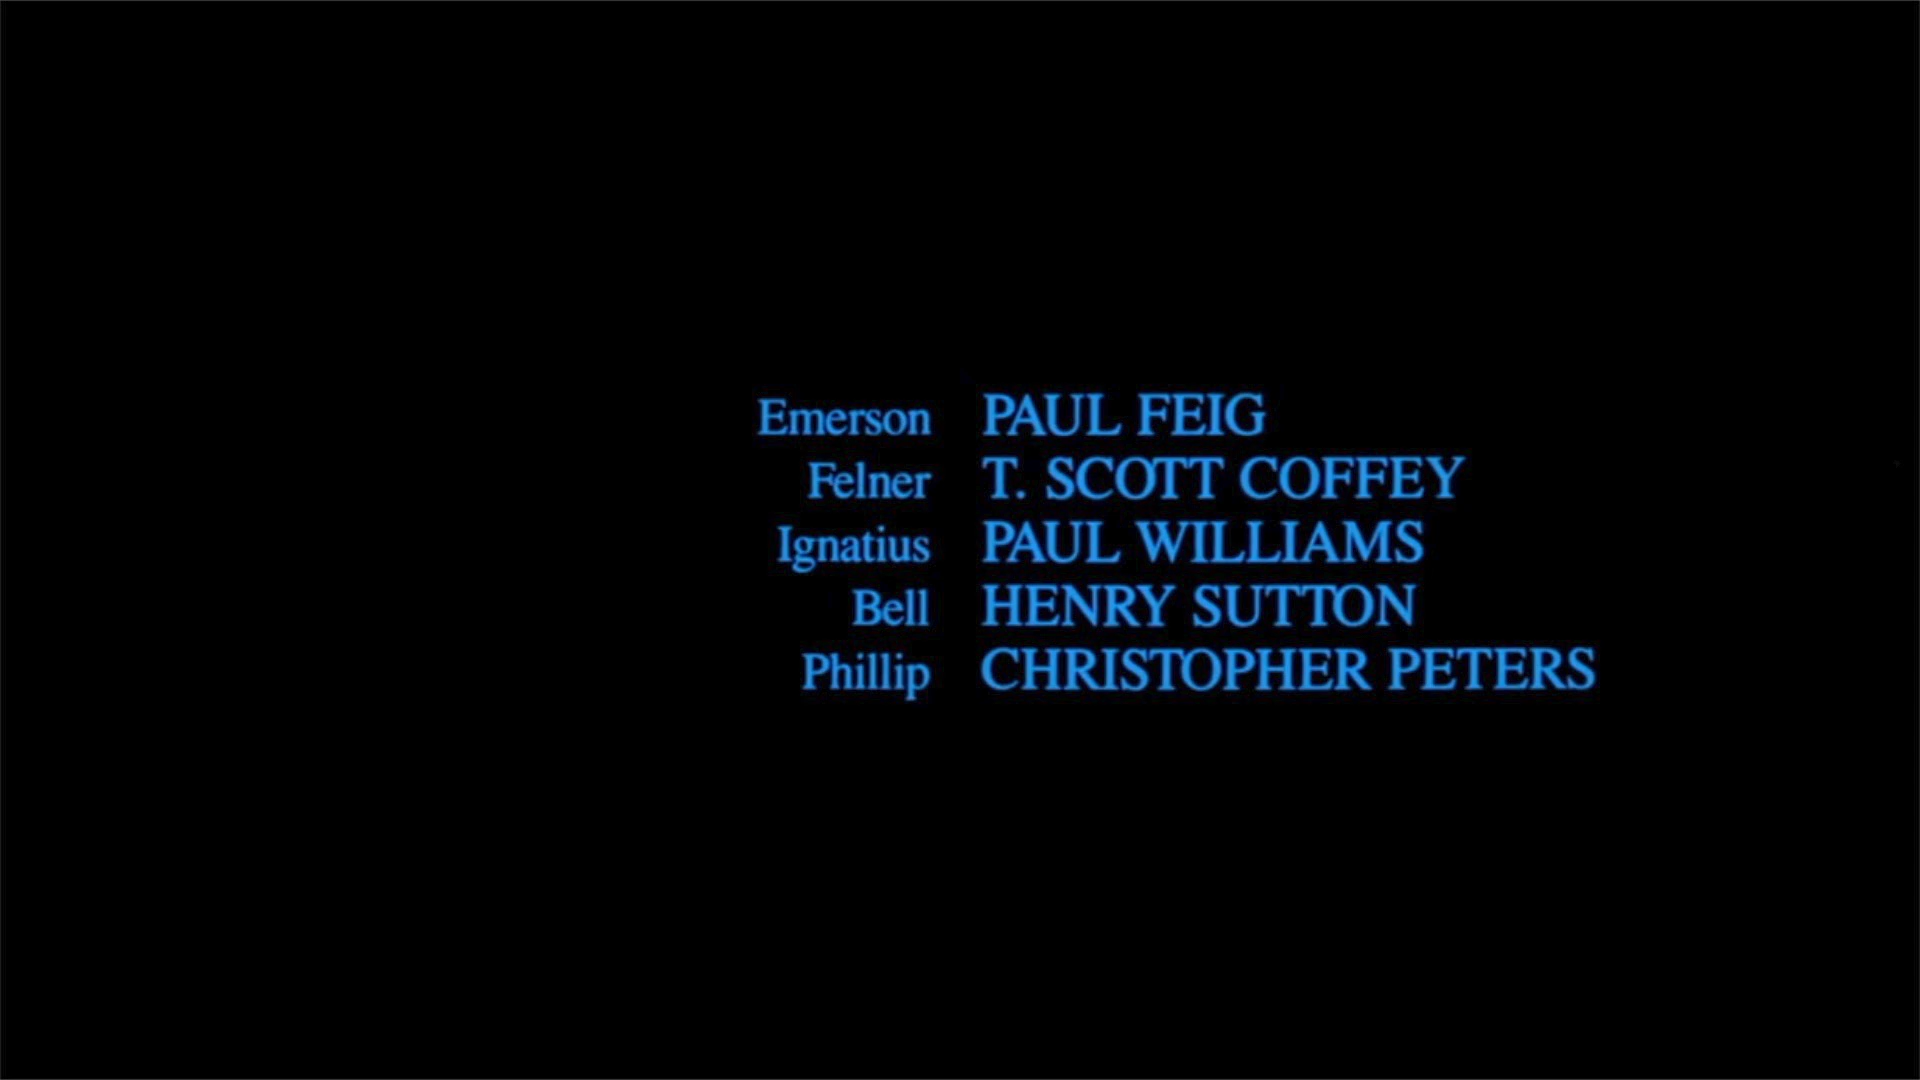 Emerson PAUL FEIG
Felner T. SCOTT COFFEY
Ignatius PAUL WILLIAMS
Bell HENRY SUTTON
Phillip CHRISTOPHER PETERS